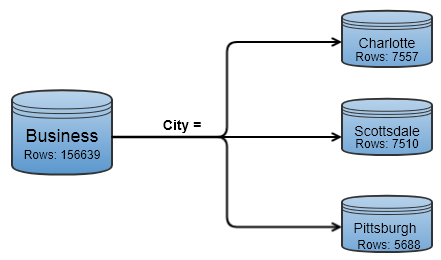 Charlotte
Rows: 7557
City =
Business
Rows: 156639
Scottsdale
Rows: 7510
Pittsburgh
Rows: 5688